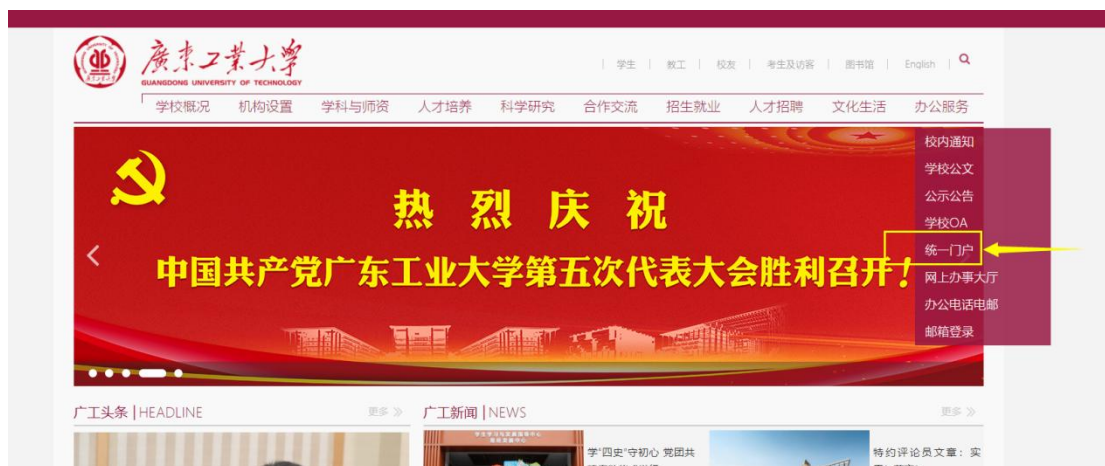 廣東工業大學
GUANGDONG UNIVERSITY OF TECHNOLOGY
| 学生 | 教工 | 校友 | 考生及访客 | 图书馆 | English |
学校概况 机构设置 学科与师资 人才培养 科学研究 合作交流 招生就业 人才招聘 文化生活 办公服务
校内通知
学校公文
公示公告
学校OA
统一门户
网上办事大厅
办公电话电邮
邮箱登录
热烈庆祝
中国共产党广东工业大学第五次代表大会胜利召开!
广工头条 | HEADLINE 更多 》
广工新闻 | NEWS 更多 》
学“四史”守初心 党团共
特约评论员文章：实